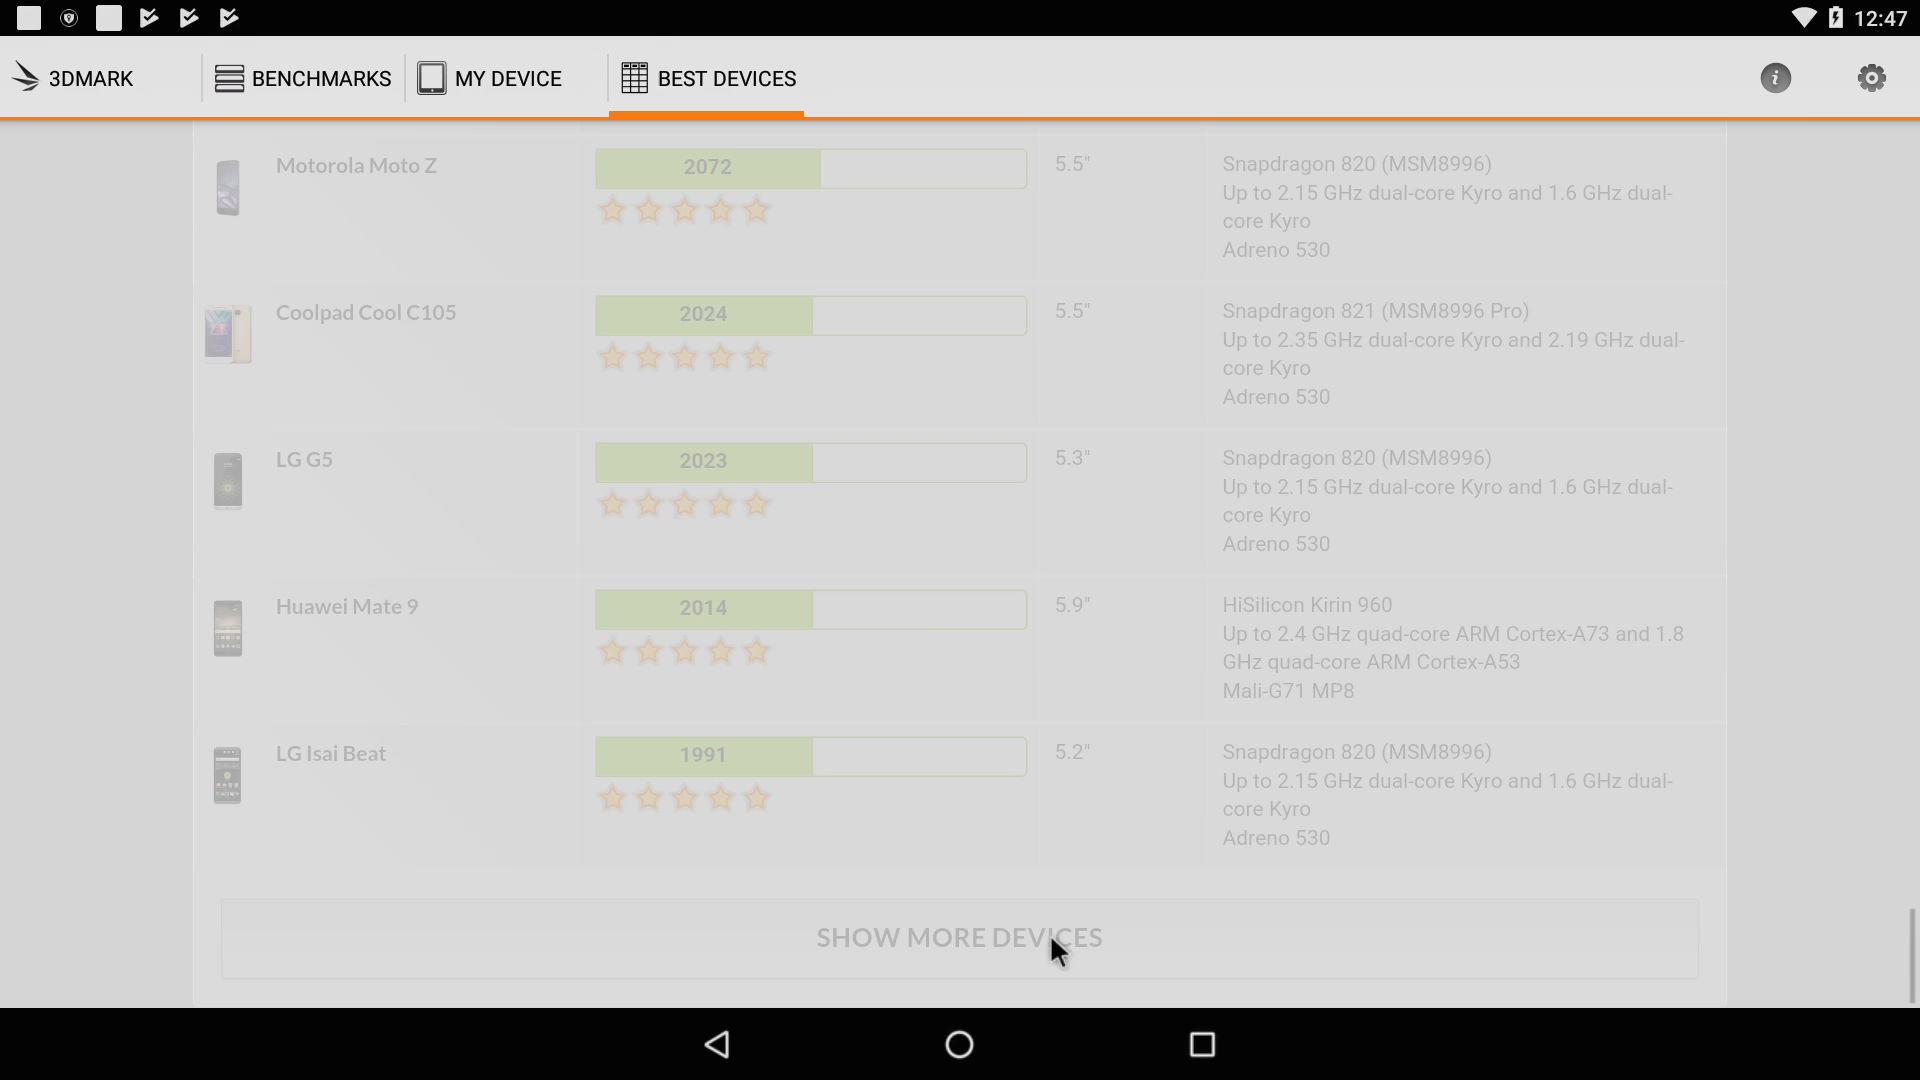 12:47
3DMARK
BENCHMARKS
MY DEVICE
BEST DEVICES
Motorola Moto Z
2072
5.5"
Snapdragon 820 (MSM8996)
Up to 2.15 GHz dual-core Kyro and 1.6 GHz dual-
core Kyro
Adreno 530
Coolpad Cool C105
2024
5.5"
Snapdragon 821 (MSM8996 Pro)
Up to 2.35 GHz dual-core Kyro and 2.19 GHz dual-
core Kyro
Adreno 530
LG G5
2023
5.3"
Snapdragon 820 (MSM8996)
Up to 2.15 GHz dual-core Kyro and 1.6 GHz dual-
core Kyro
Adreno 530
Huawei Mate 9
2014
5.9"
HiSilicon Kirin 960
Up to 2.4 GHz quad-core ARM Cortex-A73 and 1.8
GHz quad-core ARM Cortex-A53
Mali-G71 MP8
LG Isai Beat
1991
5.2"
Snapdragon 820 (MSM8996)
Up to 2.15 GHz dual-core Kyro and 1.6 GHz dual-
core Kyro
Adreno 530
SHOW MORE DEVICES